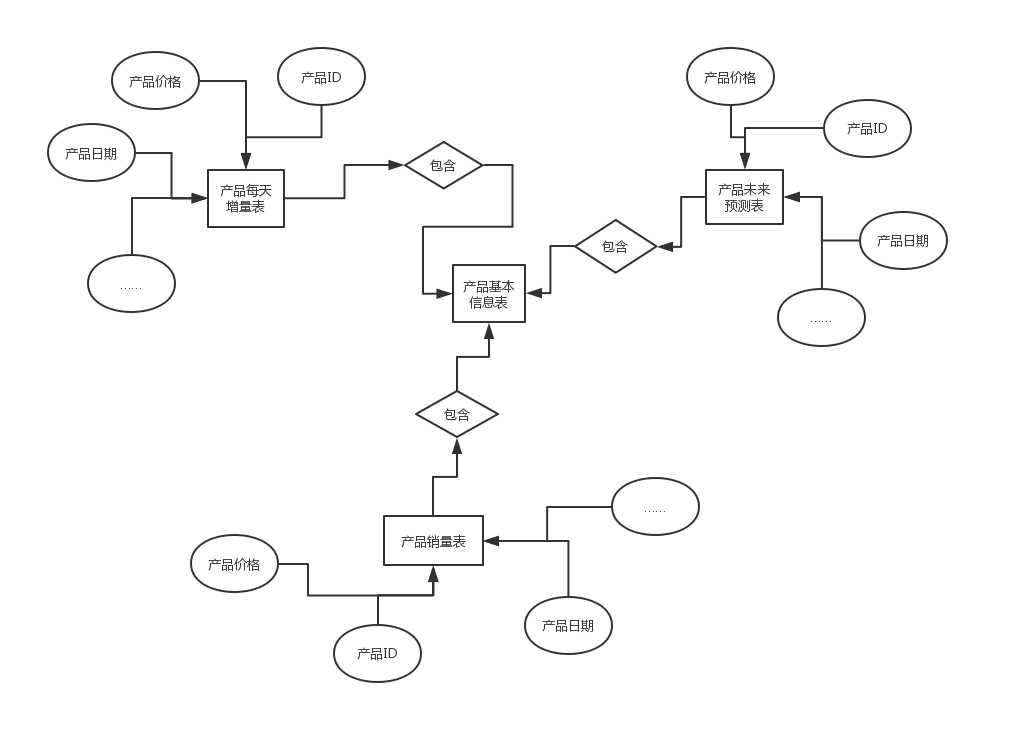 产品价格
产品ID
产品价格
产品ID
产品日期
包含
产品每天
增量表
产品未来
预测表
包含
产品日期
……
产品基本
信息表
……
包含
……
产品销量表
产品价格
产品日期
产品ID